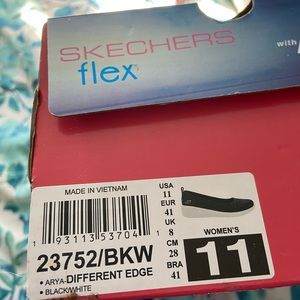 SKECHERS
flex
with
MADE IN VIETNAM
1 93113 53704 1
23752/BKW
• ARYA-DIFFERENT EDGE
• BLACK/WHITE
USA
11
EUR
41
UK
8
CM
28
BRA
41
WOMEN'S
11